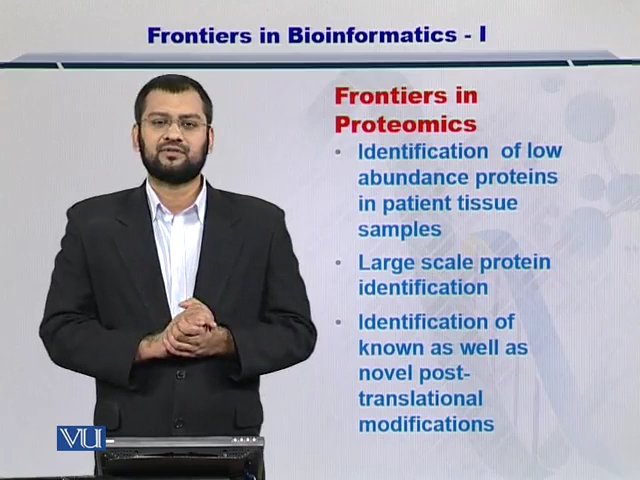 Frontiers in Bioinformatics - I
Frontiers in
Proteomics
• Identification of low
abundance proteins
in patient tissue
samples
• Large scale protein
identification
• Identification of
known as well as
novel post-
translational
modifications
VU